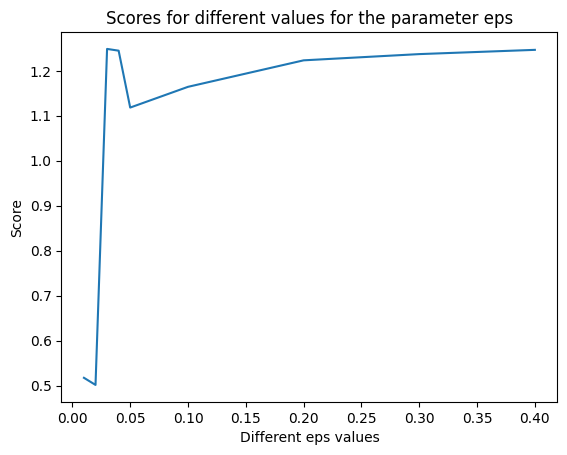 Scores for different values for the parameter eps
1.2
1.1
1.0
0.9
0.8
0.7
0.6
0.5
Score
0.00 0.05 0.10 0.15 0.20 0.25 0.30 0.35 0.40
Different eps values